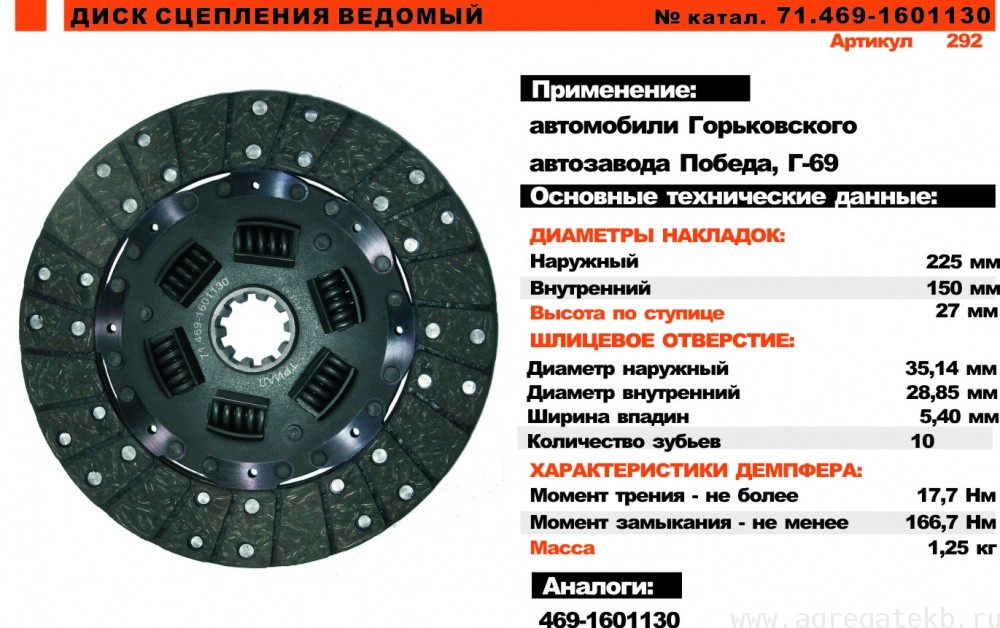 ДИСК СЦЕПЛЕНИЯ ВЕДОМЫЙ № катал. 71.469-1601130
Артикул 292
Применение:
автомобили Горьковского
автозавода Победа, Г-69
Основные технические данные:
ДИАМЕТРЫ НАКЛАДОК:
Наружный 225 мм
Внутренний 150 мм
Высота по ступице 27 мм
ШЛИЦЕВОЕ ОТВЕРСТИЕ:
Диаметр наружный 35,14 мм
Диаметр внутренний 28,85 мм
Ширина впадин 5,40 мм
Количество зубьев 10
ХАРАКТЕРИСТИКИ ДЕМПФЕРА:
Момент трения - не более 17,7 Нм
Момент замыкания - не менее 166,7 Нм
Масса 1,25 кг
Аналоги:
469-1601130
71.469-1601130
ТРИАЛ
www.agregatekb.ru